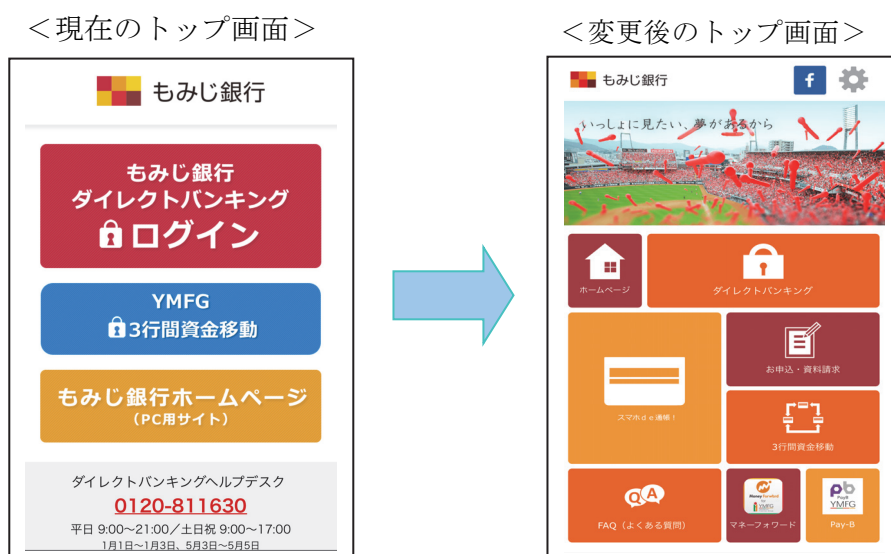 ＜現在のトップ画面＞
もみじ銀行
もみじ銀行
ダイレクトバンキング
ログイン
YMFG
3行間資金移動
もみじ銀行ホームページ
（PC用サイト）
ダイレクトバンキングヘルプデスク
0120-811630
平日 9:00～21:00／土日祝 9:00～17:00
1月1日～1月3日、5月3日～5月5日
＜変更後のトップ画面＞
もみじ銀行
f
いっしょに見たい、夢があるから
ホームページ
ダイレクトバンキング
スマホｄｅ通帳！
お申込・資料請求
3行間資金移動
Q A
FAQ（よくある質問）
Money Forward
YMFG
マネーフォワード
pb
PayB
YMFG
Pay-B